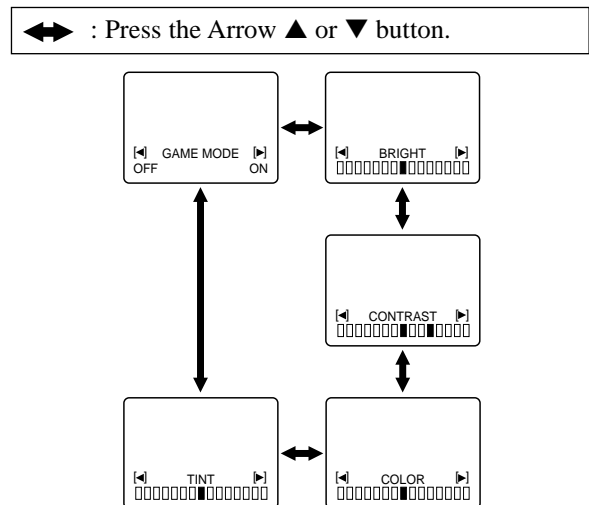 : Press the Arrow ▲ or ▼ button.
[◀] GAME MODE [▶]
OFF ON
[◀] BRIGHT [▶]
[◀] CONTRAST [▶]
[◀] TINT [▶]
[◀] COLOR [▶]